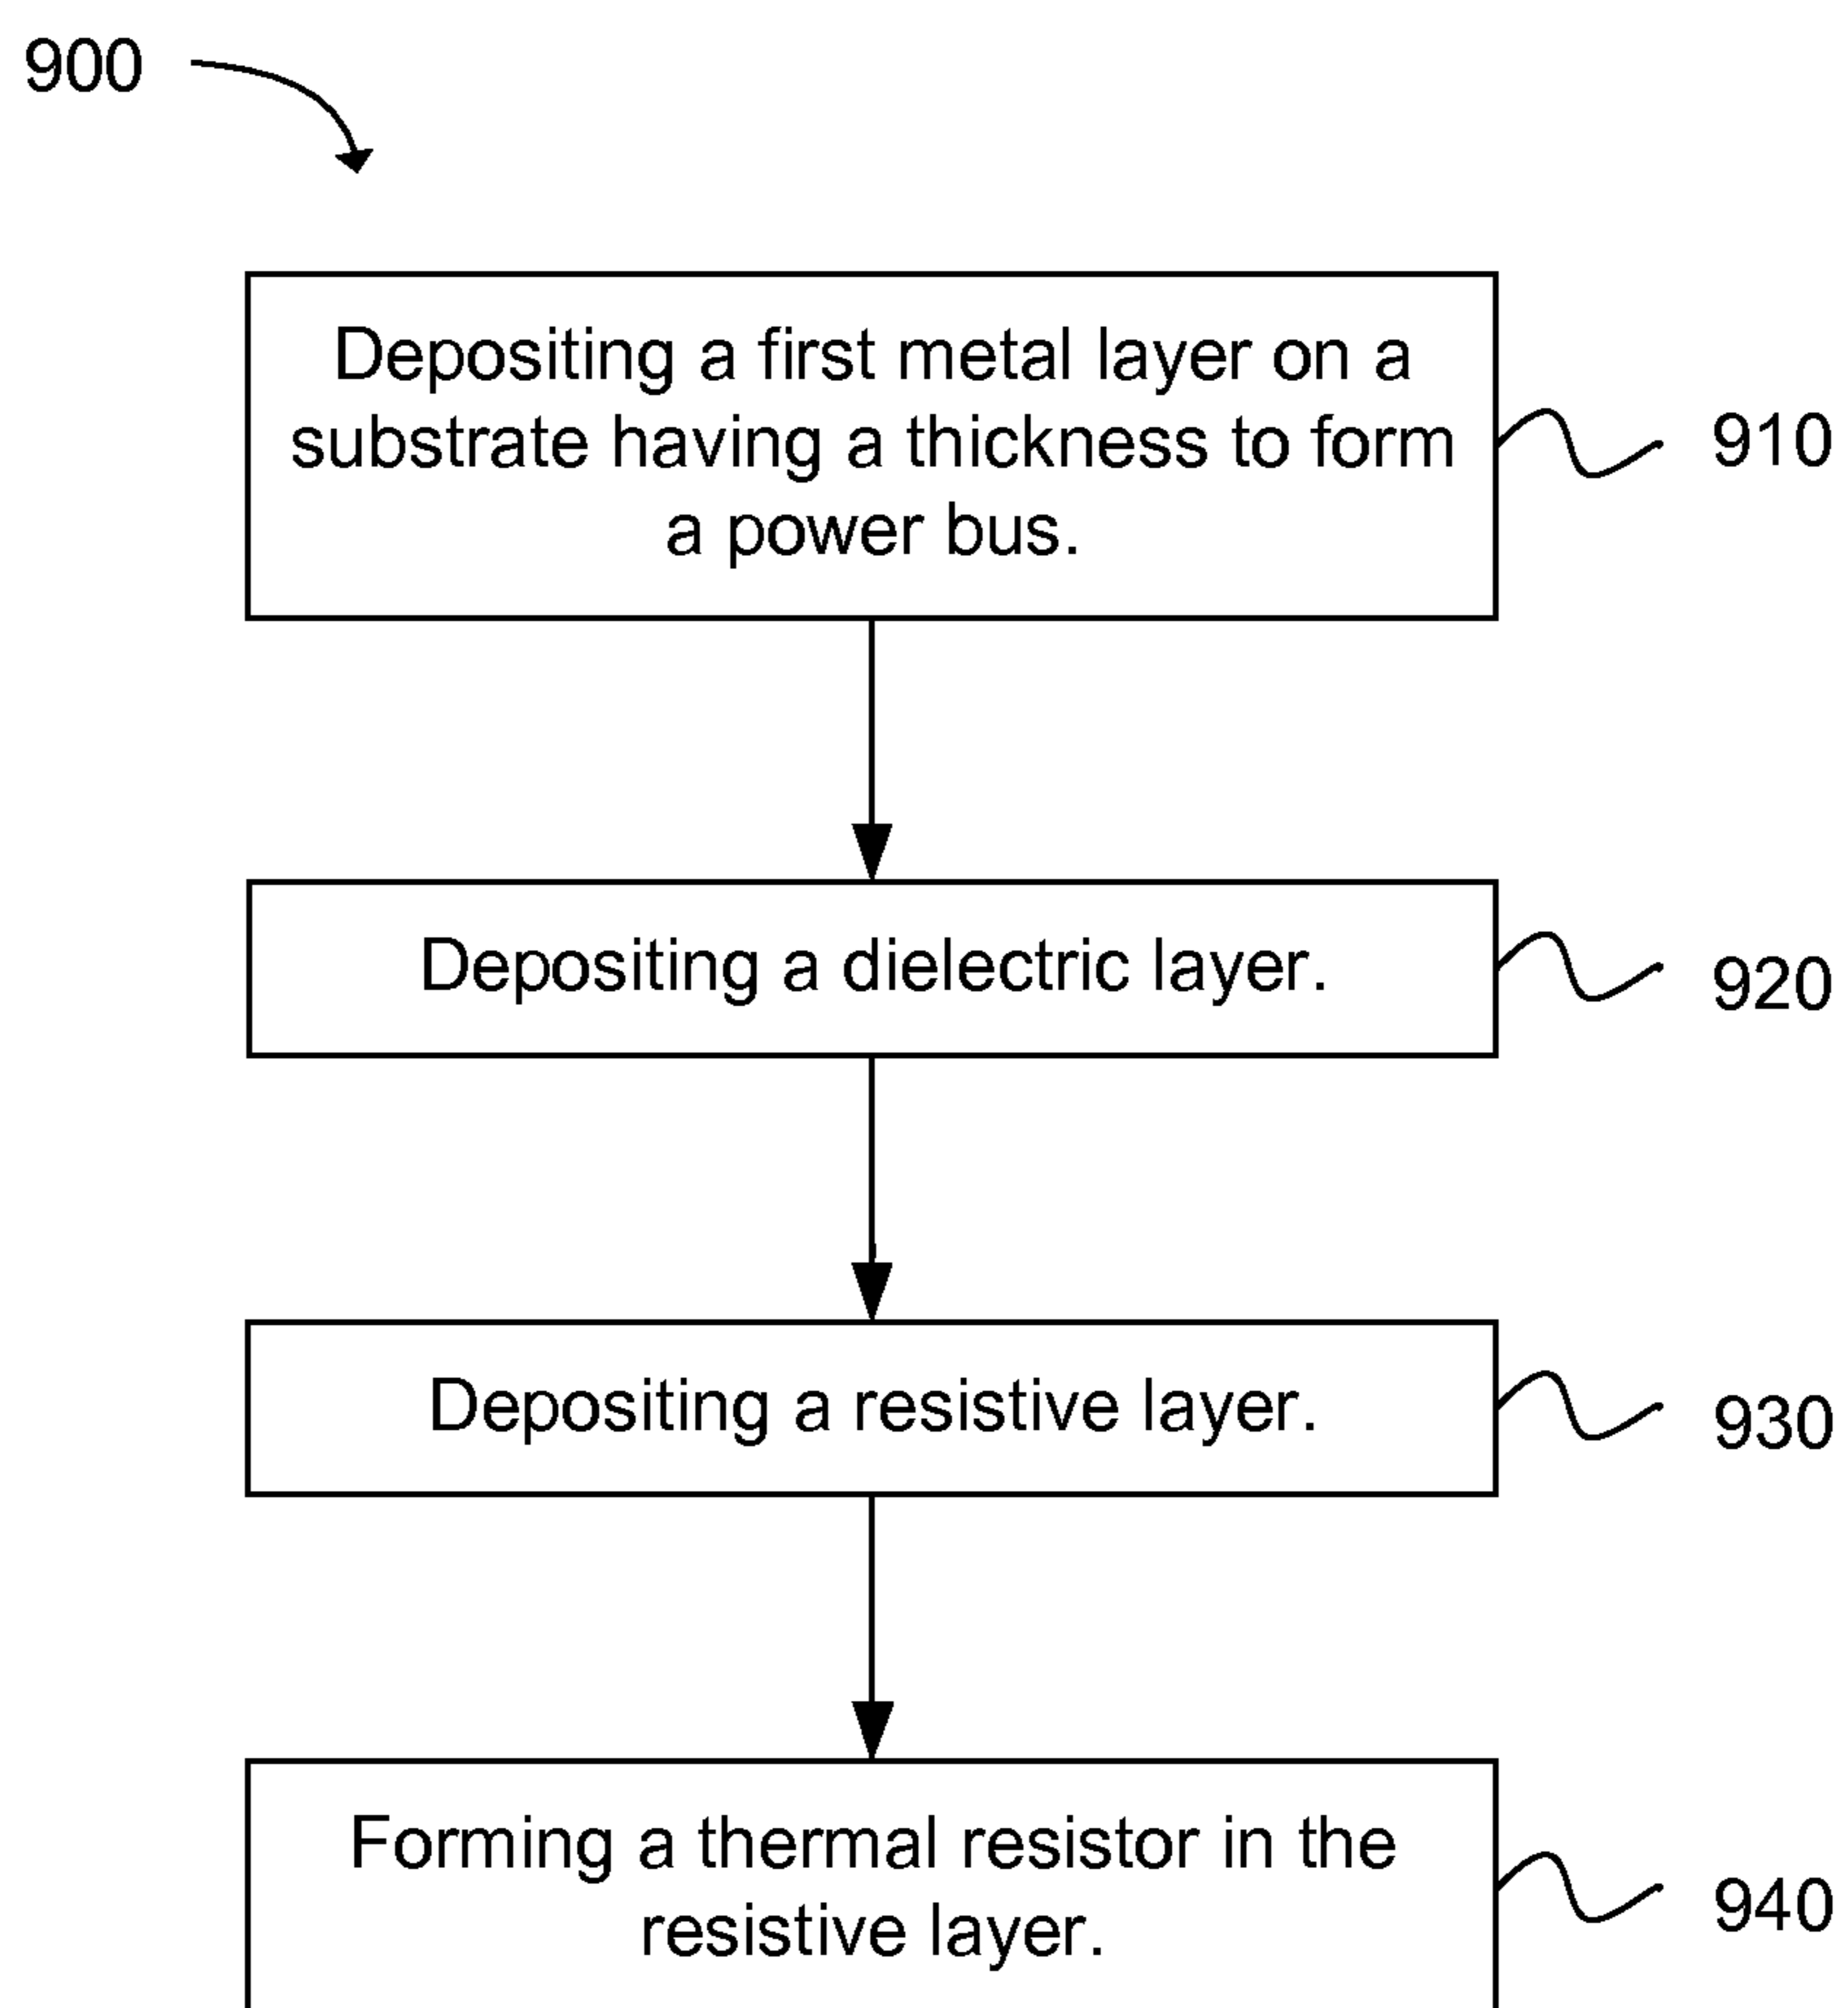 900
Depositing a first metal layer on a
substrate having a thickness to form
a power bus.
910
Depositing a dielectric layer.
920
Depositing a resistive layer.
930
Forming a thermal resistor in the
resistive layer.
940